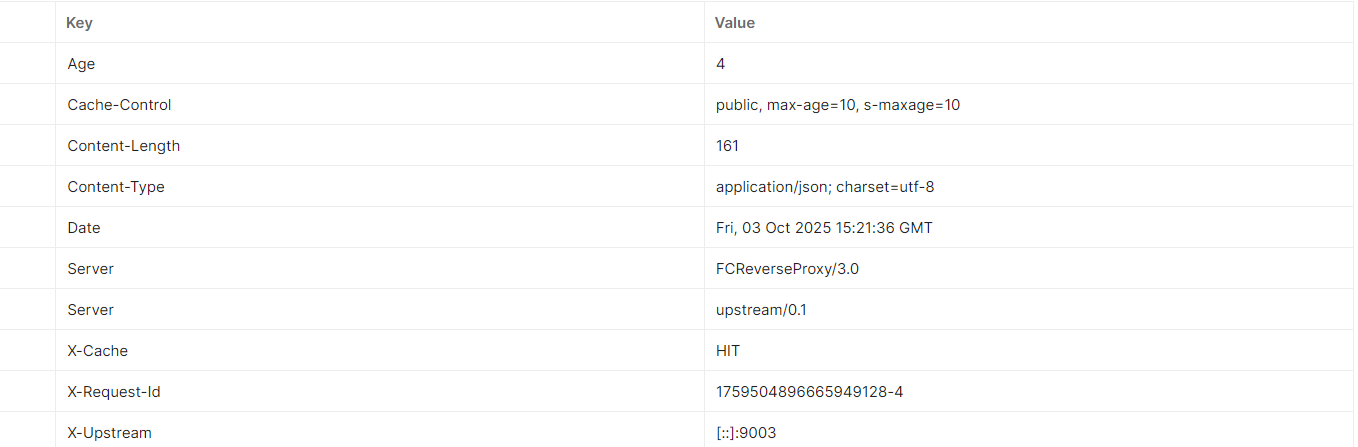 Key Value
Age 4
Cache-Control public, max-age=10, s-maxage=10
Content-Length 161
Content-Type application/json; charset=utf-8
Date Fri, 03 Oct 2025 15:21:36 GMT
Server FCReverseProxy/3.0
Server upstream/0.1
X-Cache HIT
X-Request-Id 1759504896665949128-4
X-Upstream [::]:9003